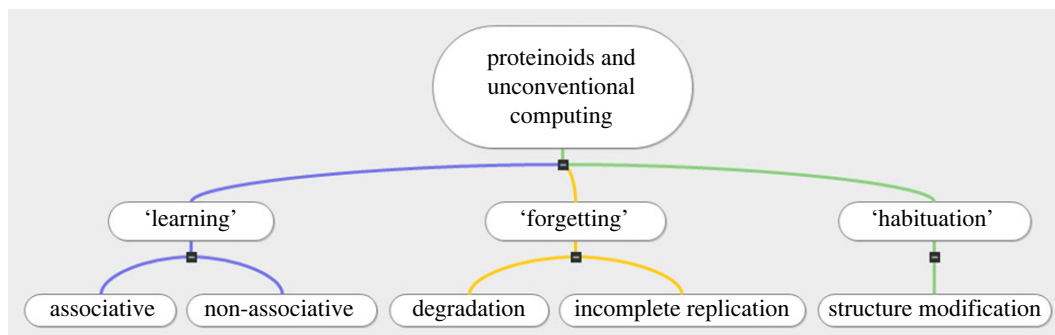 proteinoids and
unconventional
computing
‘learning’
‘forgetting’
‘habituation’
associative
non-associative
degradation
incomplete replication
structure modification